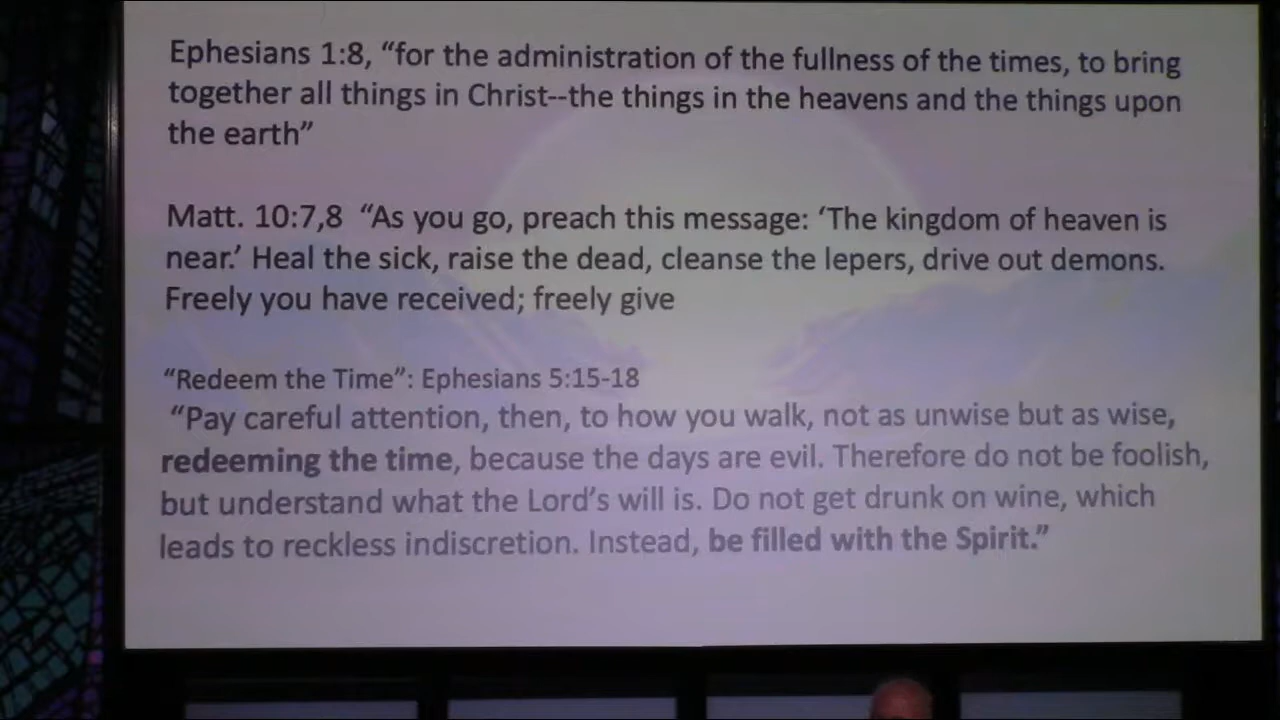 Ephesians 1:8, “for the administration of the fullness of the times, to bring
together all things in Christ--the things in the heavens and the things upon
the earth”
Matt. 10:7,8 “As you go, preach this message: ‘The kingdom of heaven is
near.’ Heal the sick, raise the dead, cleanse the lepers, drive out demons.
Freely you have received; freely give
“Redeem the Time”: Ephesians 5:15-18
“Pay careful attention, then, to how you walk, not as unwise but as wise,
redeeming the time, because the days are evil. Therefore do not be foolish,
but understand what the Lord’s will is. Do not get drunk on wine, which
leads to reckless indiscretion. Instead, be filled with the Spirit.”